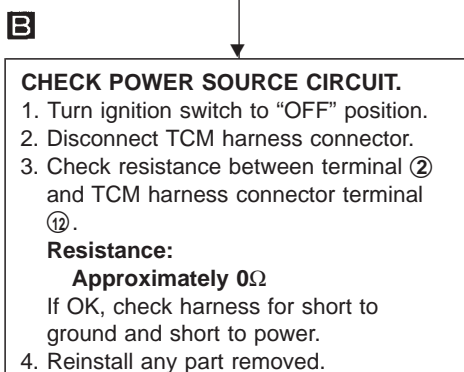 B
CHECK POWER SOURCE CIRCUIT.
1. Turn ignition switch to “OFF” position.
2. Disconnect TCM harness connector.
3. Check resistance between terminal ②
and TCM harness connector terminal
⑫.
Resistance:
Approximately 0Ω
If OK, check harness for short to
ground and short to power.
4. Reinstall any part removed.